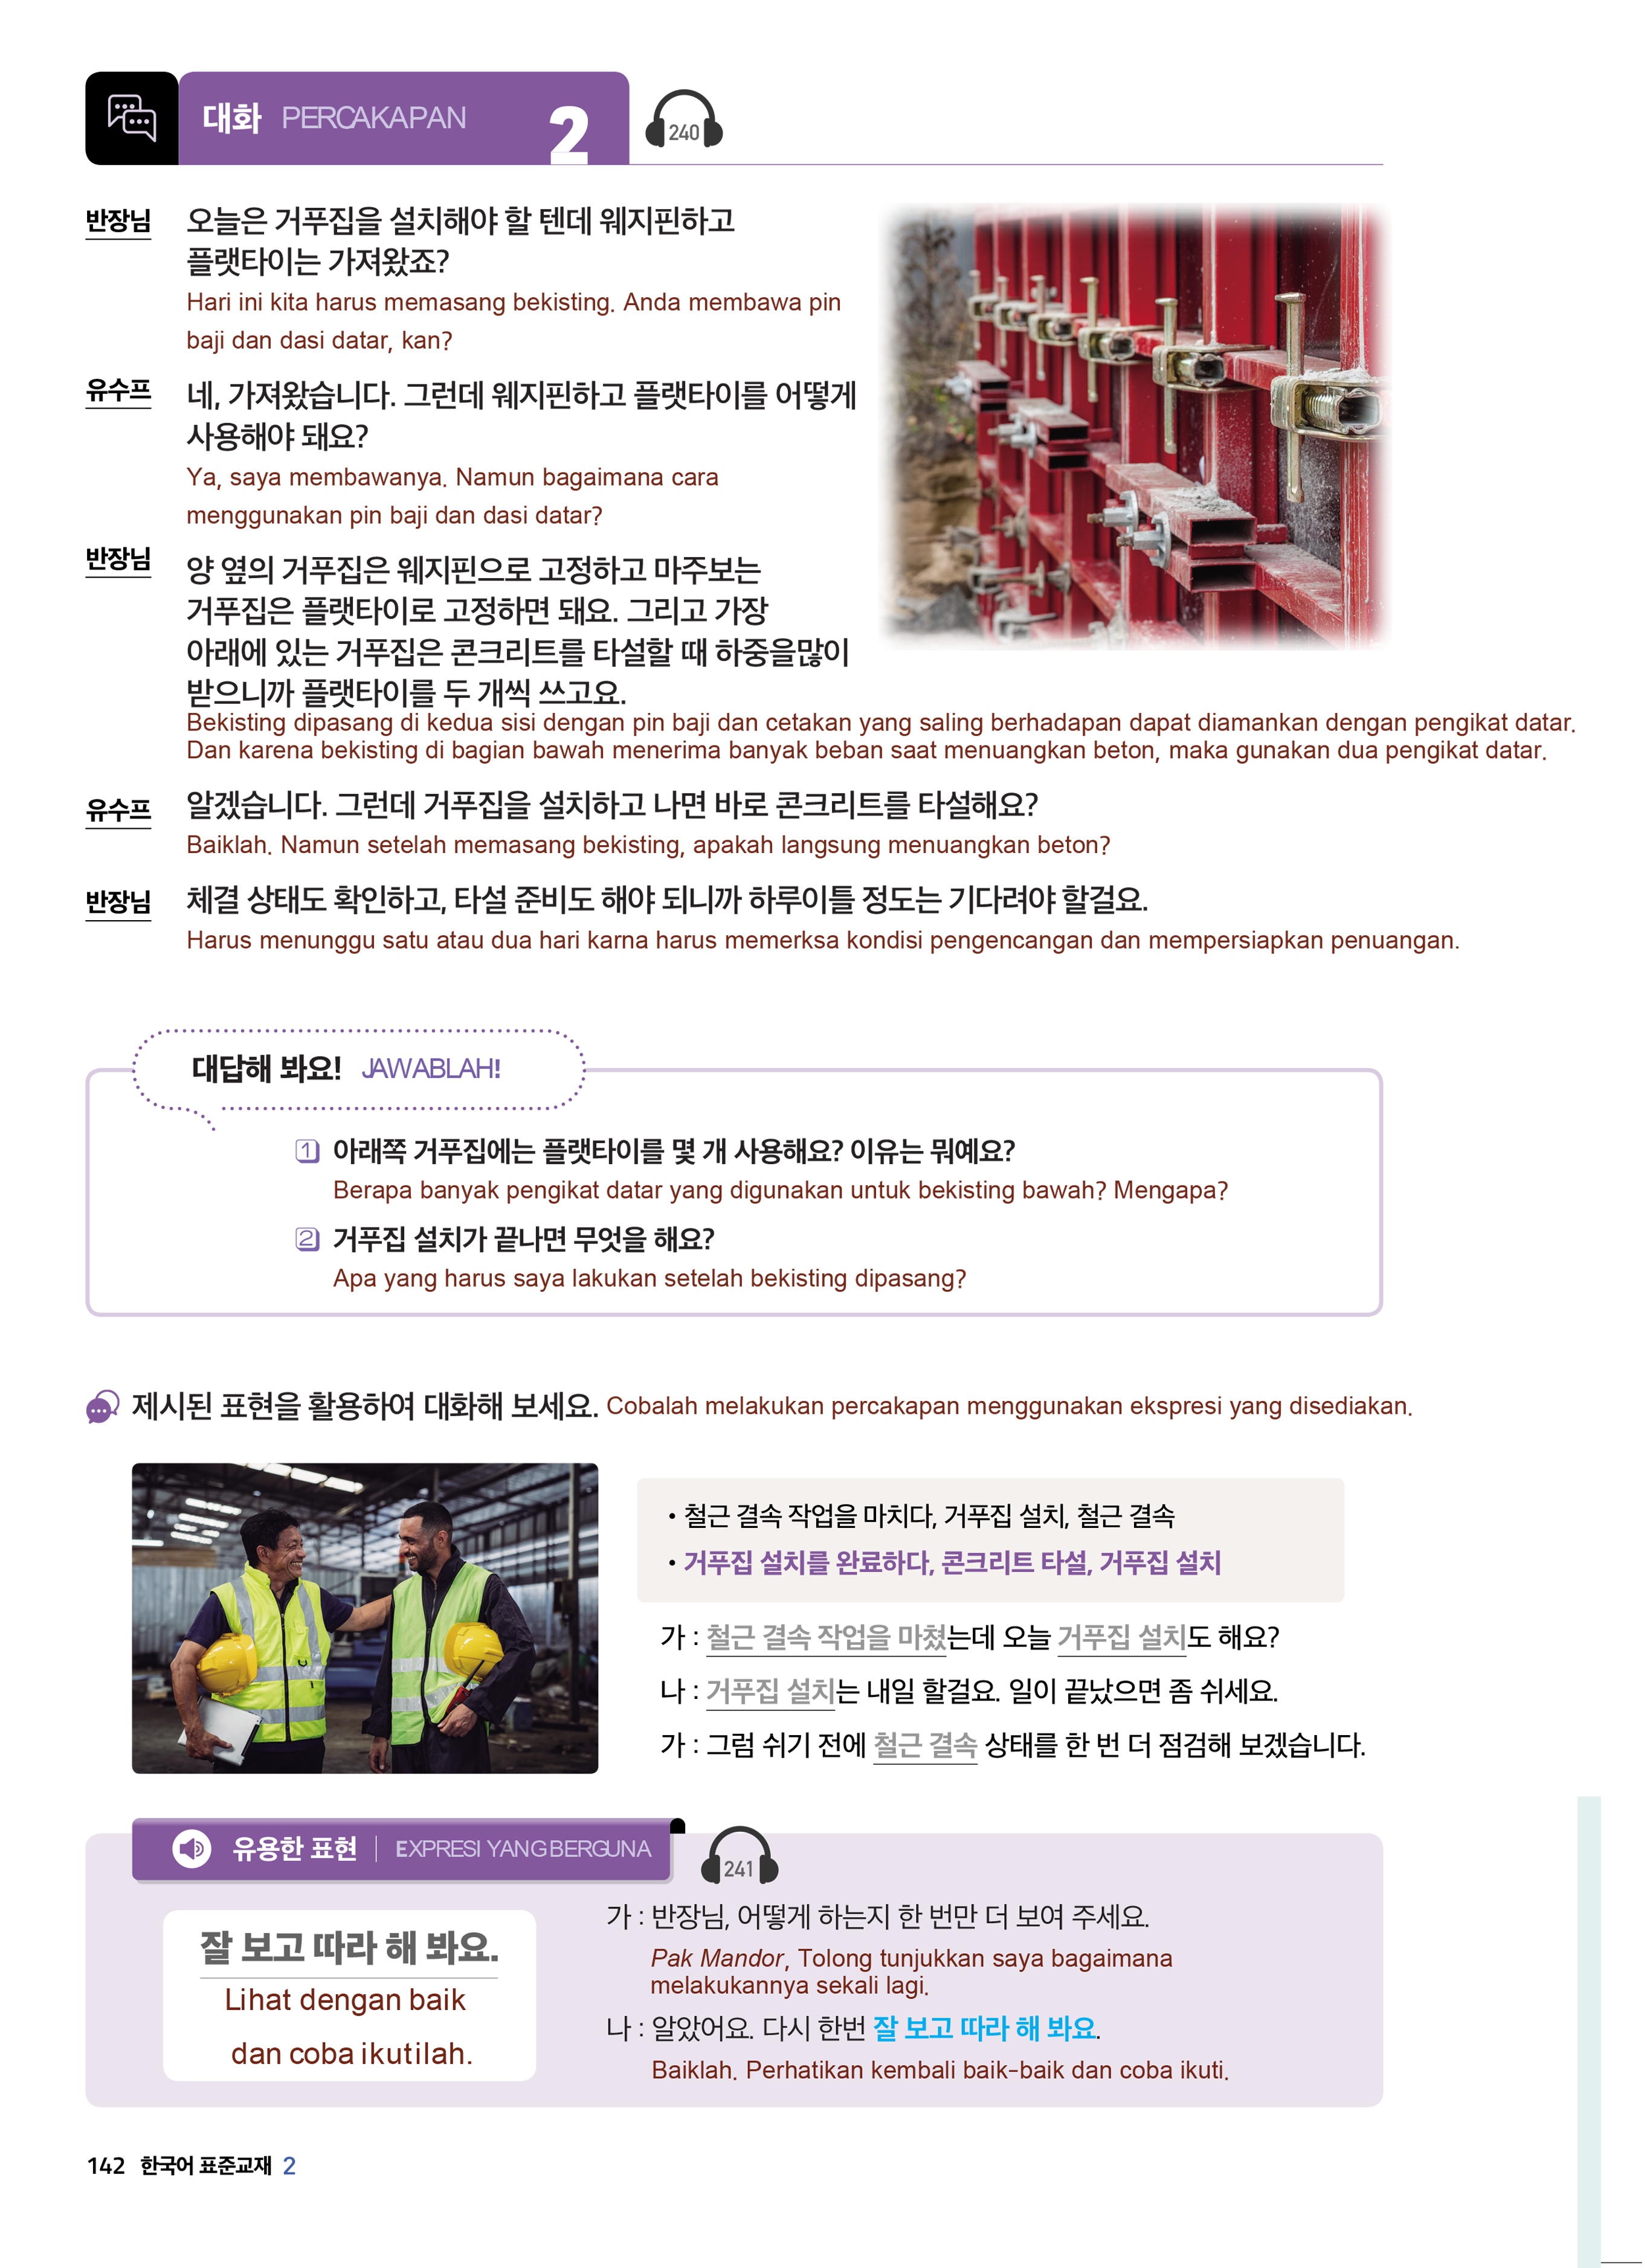 대화 PERCAKAPAN 2
240
반장님 오늘은 거푸집을 설치해야 할 텐데 웨지핀하고
플랫타이는 가져왔죠?
Hari ini kita harus memasang bekisting. Anda membawa pin
baji dan dasi datar, kan?
유수프 네, 가져왔습니다. 그런데 웨지핀하고 플랫타이를 어떻게
사용해야 돼요?
Ya, saya membawanya. Namun bagaimana cara
menggunakan pin baji dan dasi datar?
반장님 양 옆의 거푸집은 웨지핀으로 고정하고 마주보는
거푸집은 플랫타이로 고정하면 돼요. 그리고 가장
아래에 있는 거푸집은 콘크리트를 타설할 때 하중을많이
받으니까 플랫타이를 두 개씩 쓰고요.
Bekisting dipasang di kedua sisi dengan pin baji dan cetakan yang saling berhadapan dapat diamankan dengan pengikat datar.
Dan karena bekisting di bagian bawah menerima banyak beban saat menuangkan beton, maka gunakan dua pengikat datar.
유수프 알겠습니다. 그런데 거푸집을 설치하고 나면 바로 콘크리트를 타설해요?
Baiklah. Namun setelah memasang bekisting, apakah langsung menuangkan beton?
반장님 체결 상태도 확인하고, 타설 준비도 해야 되니까 하루이틀 정도는 기다려야 할걸요.
Harus menunggu satu atau dua hari karna harus memerksa kondisi pengencangan dan mempersiapkan penuangan.
대답해 봐요! JAWABLAH!
1 아래쪽 거푸집에는 플랫타이를 몇 개 사용해요? 이유는 뭐예요?
Berapa banyak pengikat datar yang digunakan untuk bekisting bawah? Mengapa?
2 거푸집 설치가 끝나면 무엇을 해요?
Apa yang harus saya lakukan setelah bekisting dipasang?
제시된 표현을 활용하여 대화해 보세요. Cobalah melakukan percakapan menggunakan ekspresi yang disediakan.
• 철근 결속 작업을 마치다, 거푸집 설치, 철근 결속
• 거푸집 설치를 완료하다, 콘크리트 타설, 거푸집 설치
가 : 철근 결속 작업을 마쳤는데 오늘 거푸집 설치도 해요?
나 : 거푸집 설치는 내일 할걸요. 일이 끝났으면 좀 쉬세요.
가 : 그럼 쉬기 전에 철근 결속 상태를 한 번 더 점검해 보겠습니다.
유용한 표현 | EXPRESI YANG BERGUNA
241
잘 보고 따라 해 봐요.
Lihat dengan baik
dan coba ikutilah.
가 : 반장님, 어떻게 하는지 한 번만 더 보여 주세요.
Pak Mandor, Tolong tunjukkan saya bagaimana
melakukannya sekali lagi.
나 : 알았어요. 다시 한번 잘 보고 따라 해 봐요.
Baiklah. Perhatikan kembali baik-baik dan coba ikuti.
142 한국어 표준교재 2